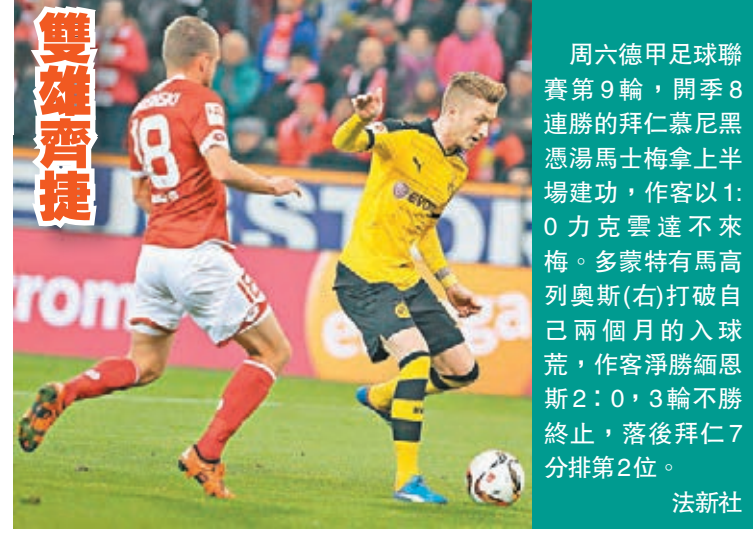 雙雄齊捷
周六德甲足球聯
賽第9輪，開季8
連勝的拜仁慕尼黑
憑湯馬士梅拿上半
場建功，作客以1:
0力克雲達不來
梅。多蒙特有馬高
列奧斯(右)打破自
己兩個月的入球
荒，作客淨勝緬恩
斯2：0，3輪不勝
終止，落後拜仁7
分排第2位。
法新社
18